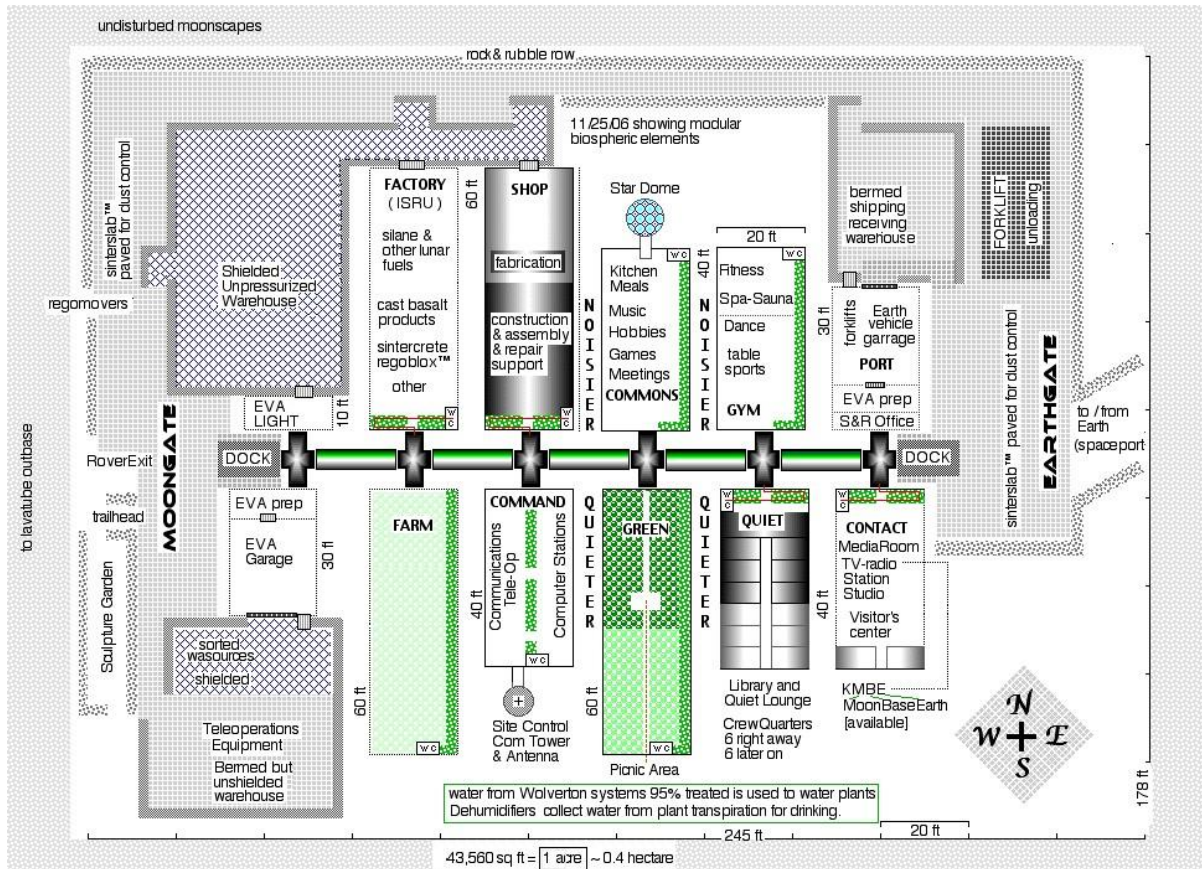 undisturbed moonscapes
rock & rubble row
11/25/06 showing modular
biospheric elements
sinterslab™
paved for dust control
Shielded
Unpressurized
Warehouse
regomovers
FACTORY
(ISRU)
silane &
other lunar
fuels
cast basalt
products
sintercrete
regoblox™
other
W
C
60 ft
SHOP
fabrication
construction
& assembly
& repair
support
W
C
NOISIER
Star Dome
W C
Kitchen
Meals
Music
Hobbies
Games
Meetings
COMMONS
40 ft
NOISIER
20 ft
W C
Fitness
Spa-Sauna
Dance
table
sports
GYM
bermed
shipping
receiving
warehouse
FORKLIFT
unloading
30 ft
forklifts
Earth
vehicle
garrage
PORT
EVA prep
S&R Office
sinterslab™ paved for dust control
EARTHGATE
to / from
Earth
(spaceport
EVA
LIGHT
10 ft
MOONGATE
RoverExit
DOCK
DOCK
to lavatube outbase
trailhead
Sculpture Garden
EVA prep
EVA
Garage
30 ft
sorted
wasources
shielded
Teleoperations
Equipment
Bermed but
unshielded
warehouse
FARM
60 ft
W C
COMMAND
Communications
Tele-Op
Computer Stations
40 ft
W C
Site Control
Com Tower
& Antenna
QUIETER
GREEN
60 ft
W C
Picnic Area
QUIETER
W
C
QUIET
40 ft
Library and
Quiet Lounge
Crew Quarters
6 right away
6 later on
W
C
CONTACT
MediaRoom
TV-radio
Station
Studio
Visitor's
center
KMBE
MoonBaseEarth
[available]
N
W E
S
178 ft
water from Wolverton systems 95% treated is used to water plants
Dehumidifiers collect water from plant transpiration for drinking.
245 ft
20 ft
43,560 sq ft = 1 acre ~ 0.4 hectare